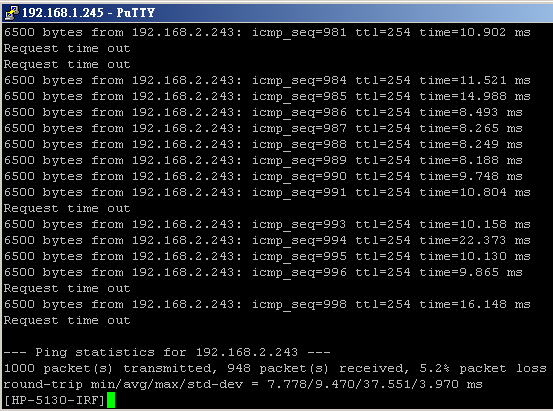 192.168.1.245 - PuTTY
6500 bytes from 192.168.2.243: icmp_seq=981 ttl=254 time=10.902 ms
Request time out
Request time out
6500 bytes from 192.168.2.243: icmp_seq=984 ttl=254 time=11.521 ms
6500 bytes from 192.168.2.243: icmp_seq=985 ttl=254 time=14.988 ms
6500 bytes from 192.168.2.243: icmp_seq=986 ttl=254 time=8.493 ms
6500 bytes from 192.168.2.243: icmp_seq=987 ttl=254 time=8.265 ms
6500 bytes from 192.168.2.243: icmp_seq=988 ttl=254 time=8.249 ms
6500 bytes from 192.168.2.243: icmp_seq=989 ttl=254 time=8.188 ms
6500 bytes from 192.168.2.243: icmp_seq=990 ttl=254 time=9.748 ms
6500 bytes from 192.168.2.243: icmp_seq=991 ttl=254 time=10.804 ms
Request time out
6500 bytes from 192.168.2.243: icmp_seq=993 ttl=254 time=10.158 ms
6500 bytes from 192.168.2.243: icmp_seq=994 ttl=254 time=22.373 ms
6500 bytes from 192.168.2.243: icmp_seq=995 ttl=254 time=10.130 ms
6500 bytes from 192.168.2.243: icmp_seq=996 ttl=254 time=9.865 ms
Request time out
6500 bytes from 192.168.2.243: icmp_seq=998 ttl=254 time=16.148 ms
Request time out
--- Ping statistics for 192.168.2.243 ---
1000 packet(s) transmitted, 948 packet(s) received, 5.2% packet loss
round-trip min/avg/max/std-dev = 7.778/9.470/37.551/3.970 ms
[HP-5130-IRF]